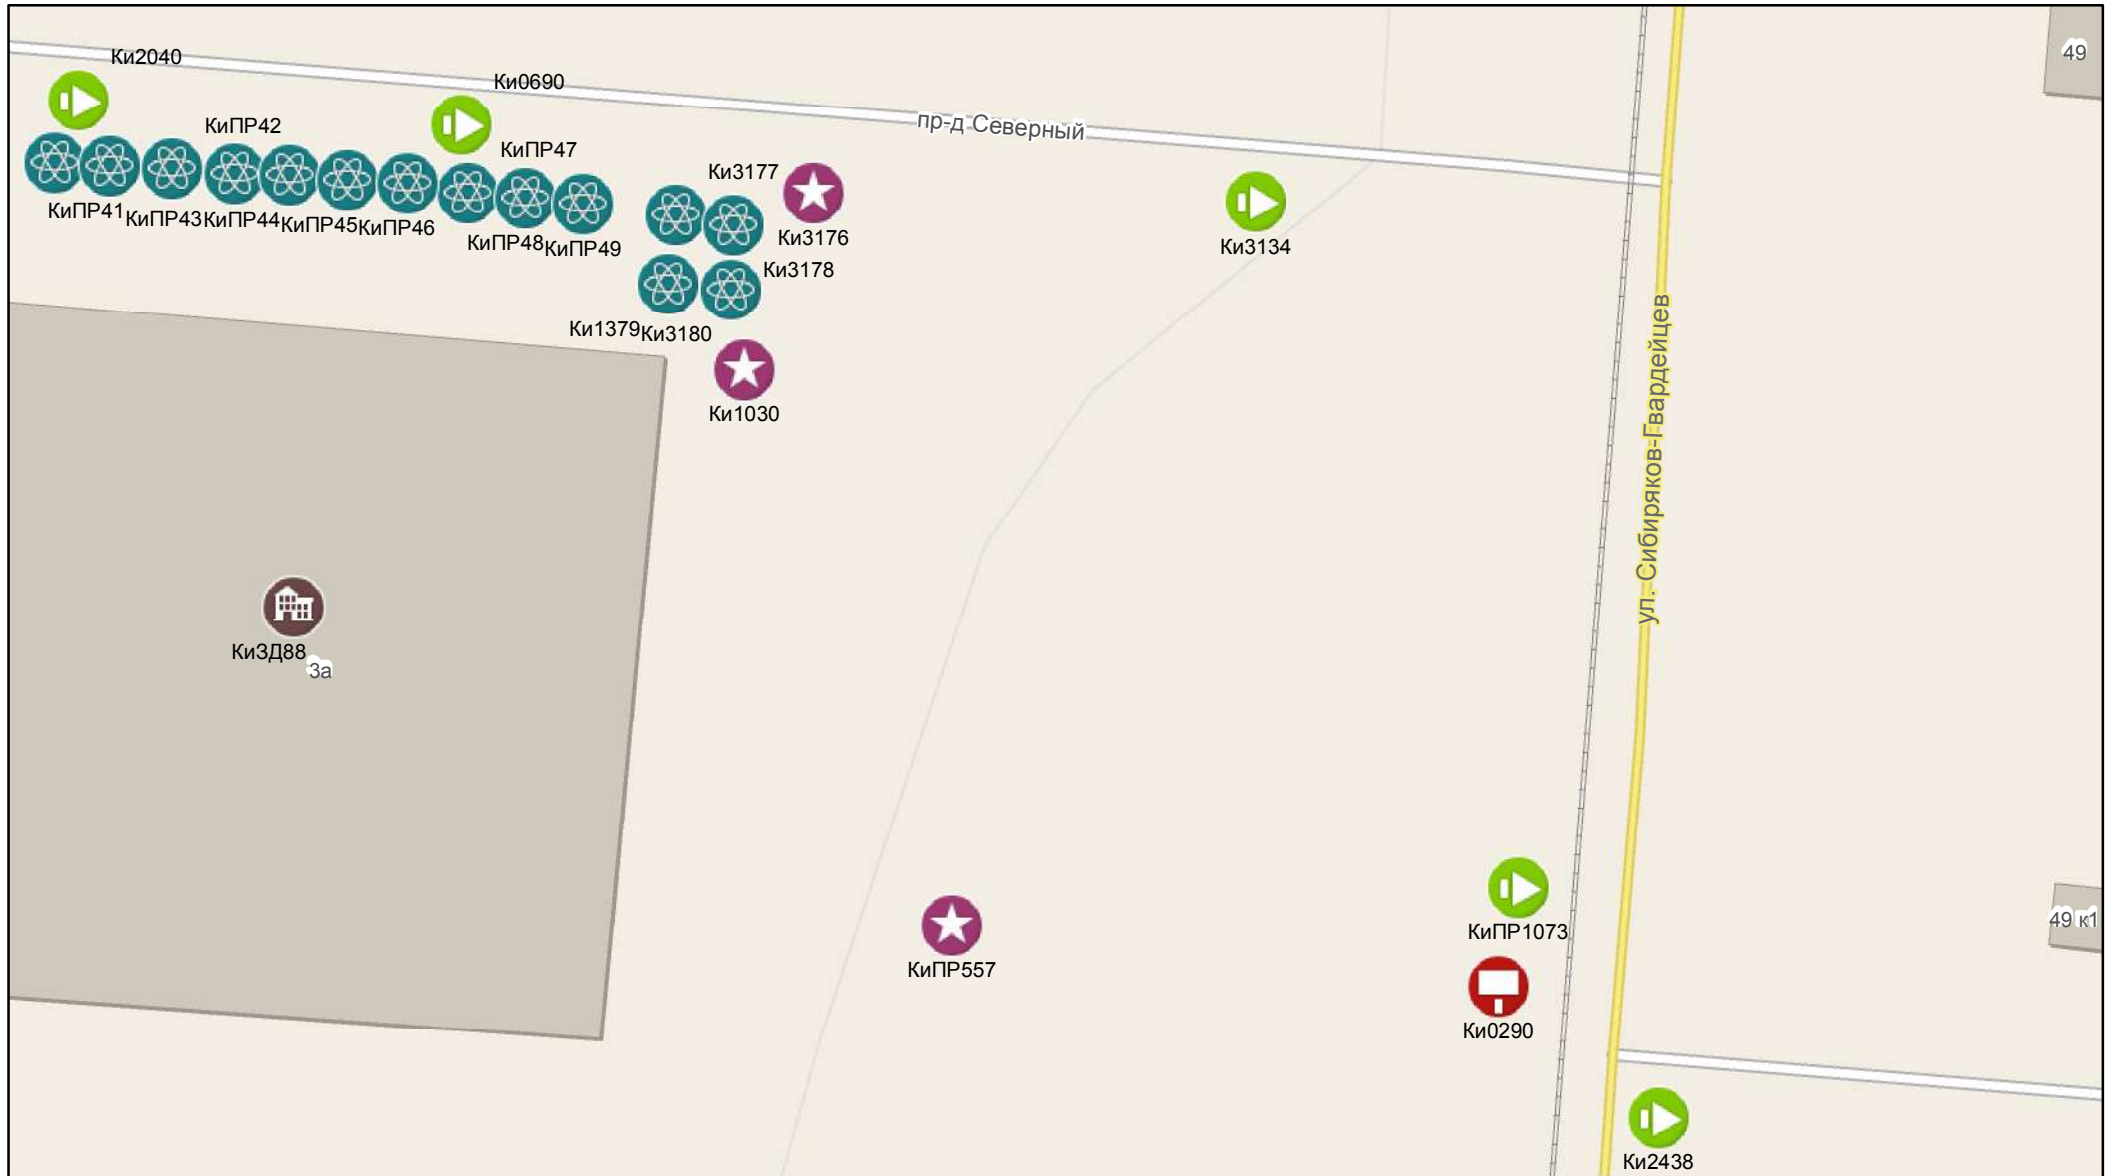 Ки2040
49
Ки0690
КиПР42
пр-д Северный
КиПР47
Ки3177
КиПР41
КиПР43
КиПР44
КиПР45
КиПР46
КиПР48
КиПР49
Ки3176
Ки3134
Ки3178
Ки1379
Ки3180
Ки1030
ул. Сибиряков-Гвардейцев
КиЗД88
3а
49 к1
КиПР1073
КиПР557
Ки0290
Ки2438